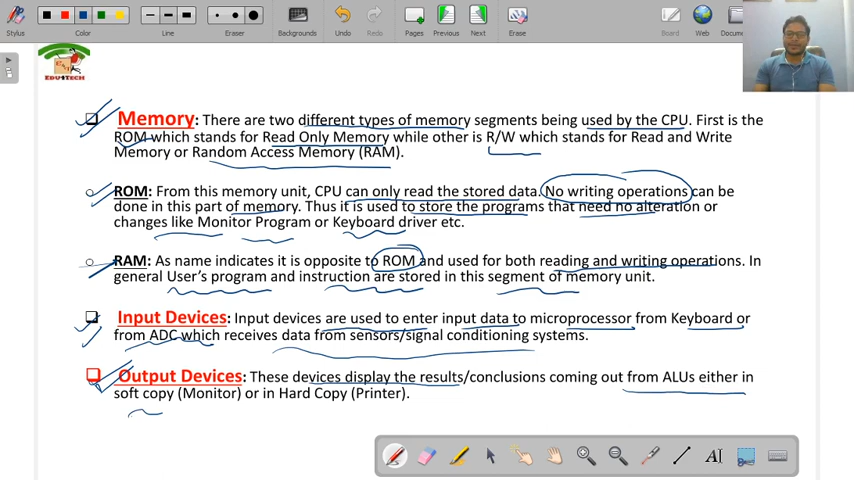 Stylus
Color
Line
Eraser
Backgrounds
Undo
Redo
Pages
Previous
Next
Erase
Board
Web
EDU4TECH
Memory: There are two different types of memory segments being used by the CPU. First is the
ROM which stands for Read Only Memory while other is R/W which stands for Read and Write
Memory or Random Access Memory (RAM).
ROM: From this memory unit, CPU can only read the stored data. No writing operations can be
done in this part of memory. Thus it is used to store the programs that need no alteration or
changes like Monitor Program or Keyboard driver etc.
RAM: As name indicates it is opposite to ROM and used for both reading and writing operations. In
general User's program and instruction are stored in this segment of memory unit.
Input Devices: Input devices are used to enter input data to microprocessor from Keyboard or
from ADC which receives data from sensors/signal conditioning systems.
Output Devices: These devices display the results/conclusions coming out from ALUs either in
soft copy (Monitor) or in Hard Copy (Printer).
AI